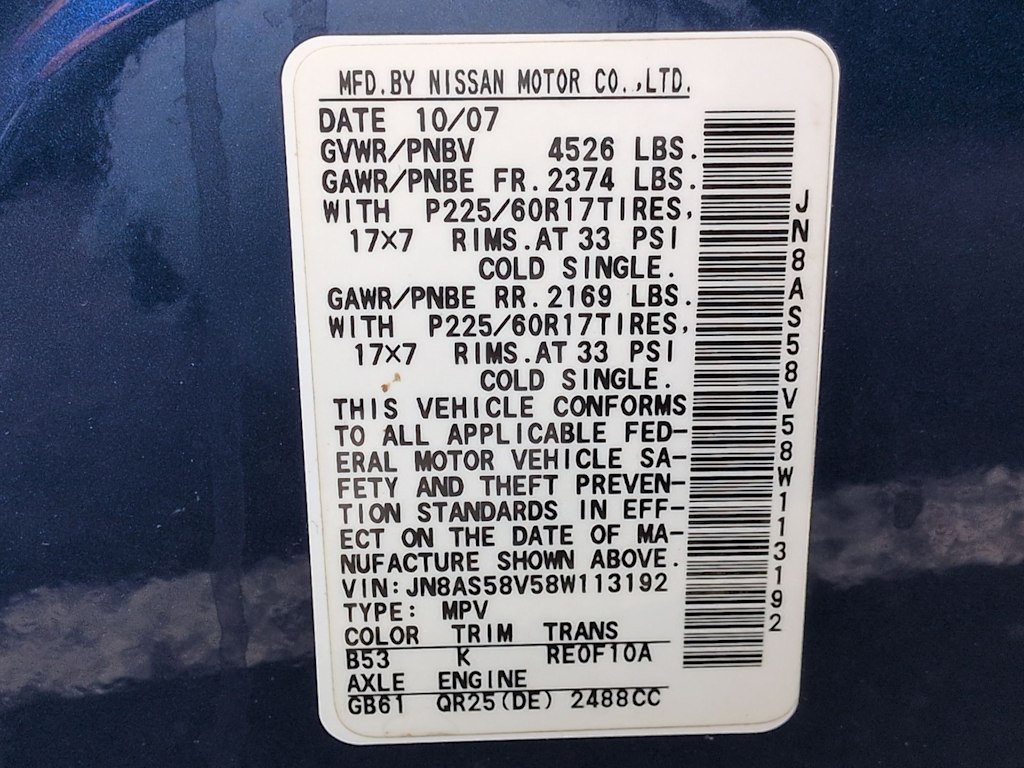 MFD.BY NISSAN MOTOR CO.,LTD.
DATE 10/07
GVWR/PNBV 4526 LBS.
GAWR/PNBE FR. 2374 LBS.
WITH P225/60R17TIRES,
17×7 RIMS. AT 33 PSI
COLD SINGLE.
GAWR/PNBE RR. 2169 LBS.
WITH P225/60R17TIRES,
17×7 RIMS. AT 33 PSI
COLD SINGLE.
THIS VEHICLE CONFORMS
TO ALL APPLICABLE FED-
ERAL MOTOR VEHICLE SA-
FETY AND THEFT PREVEN-
TION STANDARDS IN EFF-
ECT ON THE DATE OF MA-
NUFACTURE SHOWN ABOVE.
VIN:JN8AS58V58W113192
TYPE: MPV
COLOR TRIM TRANS
B53 K RE0F10A
AXLE ENGINE
GB61 QR25(DE) 2488CC
JN8AS58V58W113192